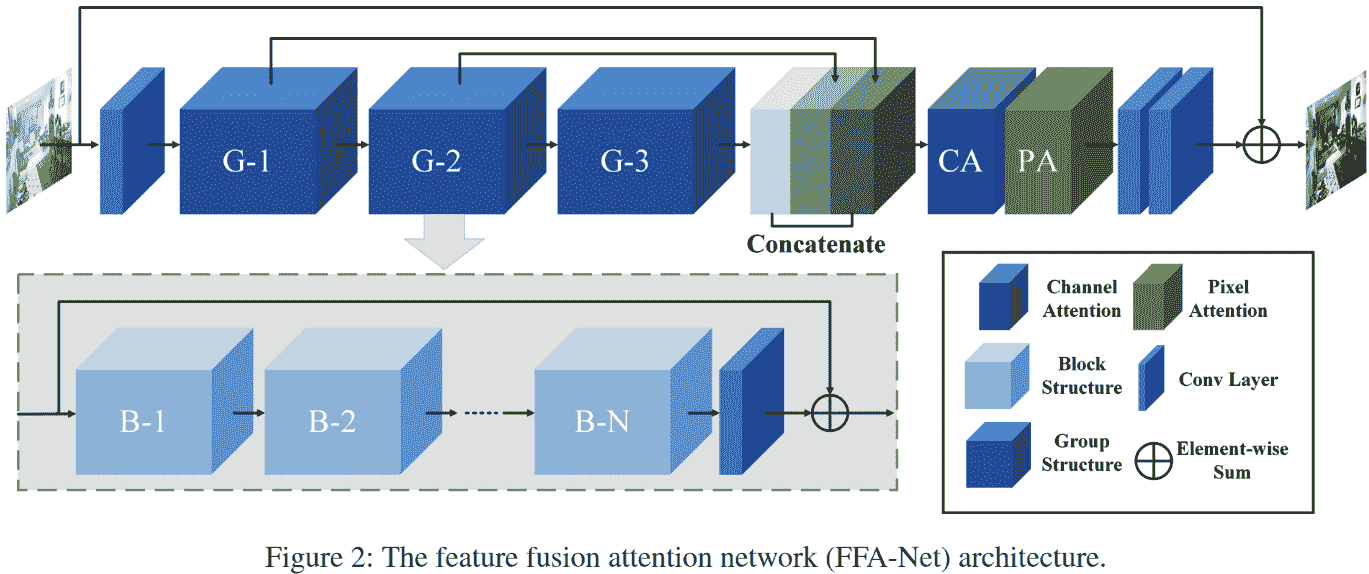 G-1
G-2
G-3
CA
PA
Concatenate
B-1
B-2
B-N
Channel
Attention
Pixel
Attention
Block
Structure
Conv Layer
Group
Structure
Element-wise
Sum
Figure 2: The feature fusion attention network (FFA-Net) architecture.